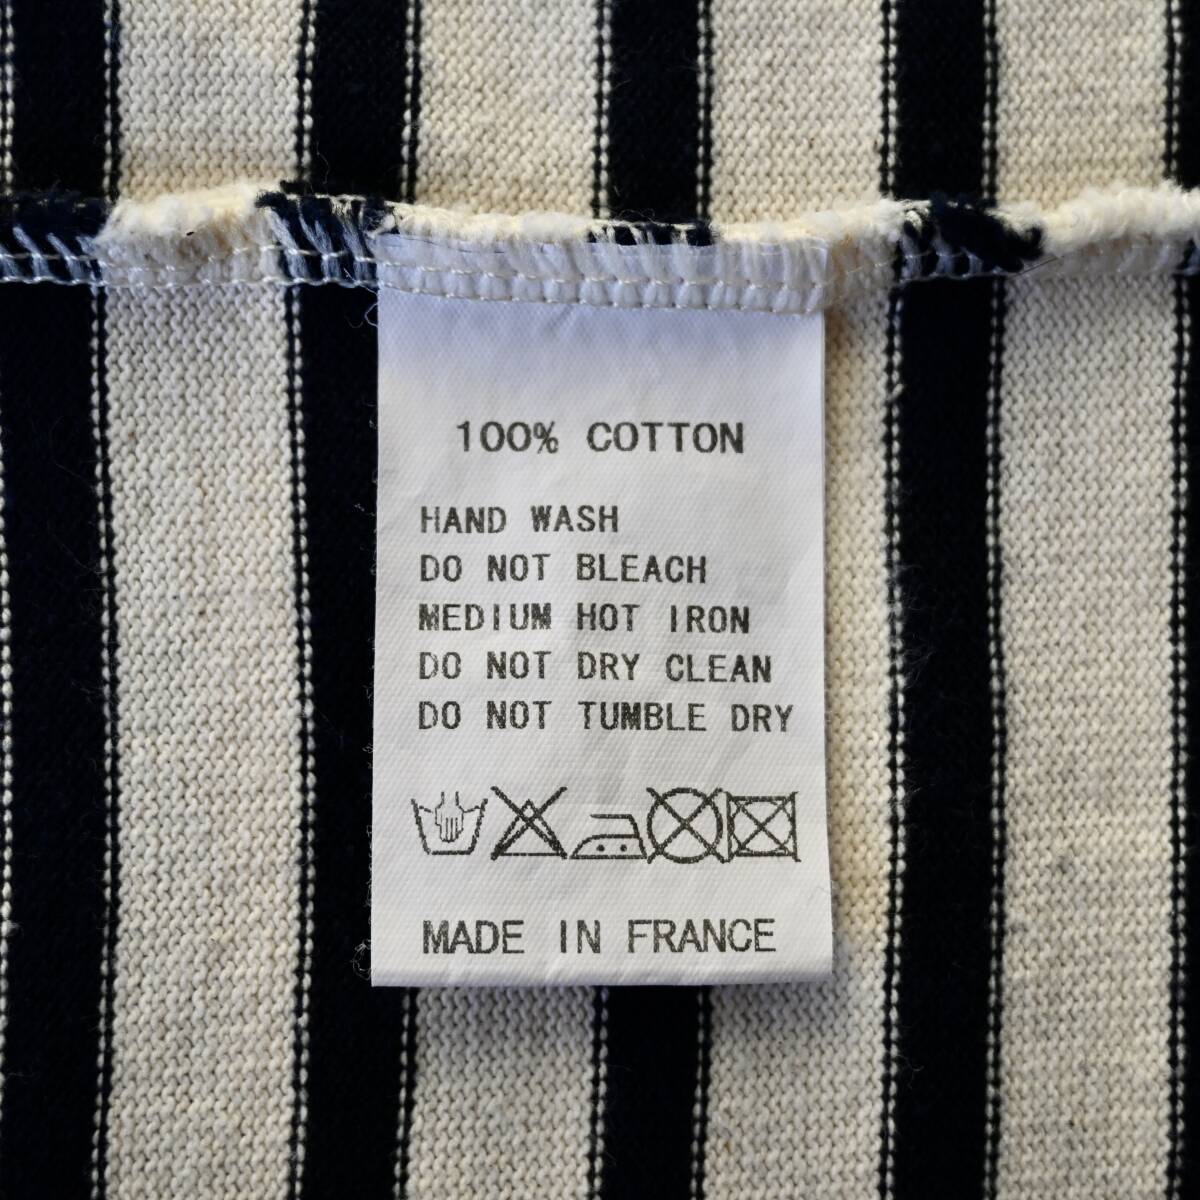 100% COTTON
HAND WASH
DO NOT BLEACH
MEDIUM HOT IRON
DO NOT DRY CLEAN
DO NOT TUMBLE DRY
MADE IN FRANCE